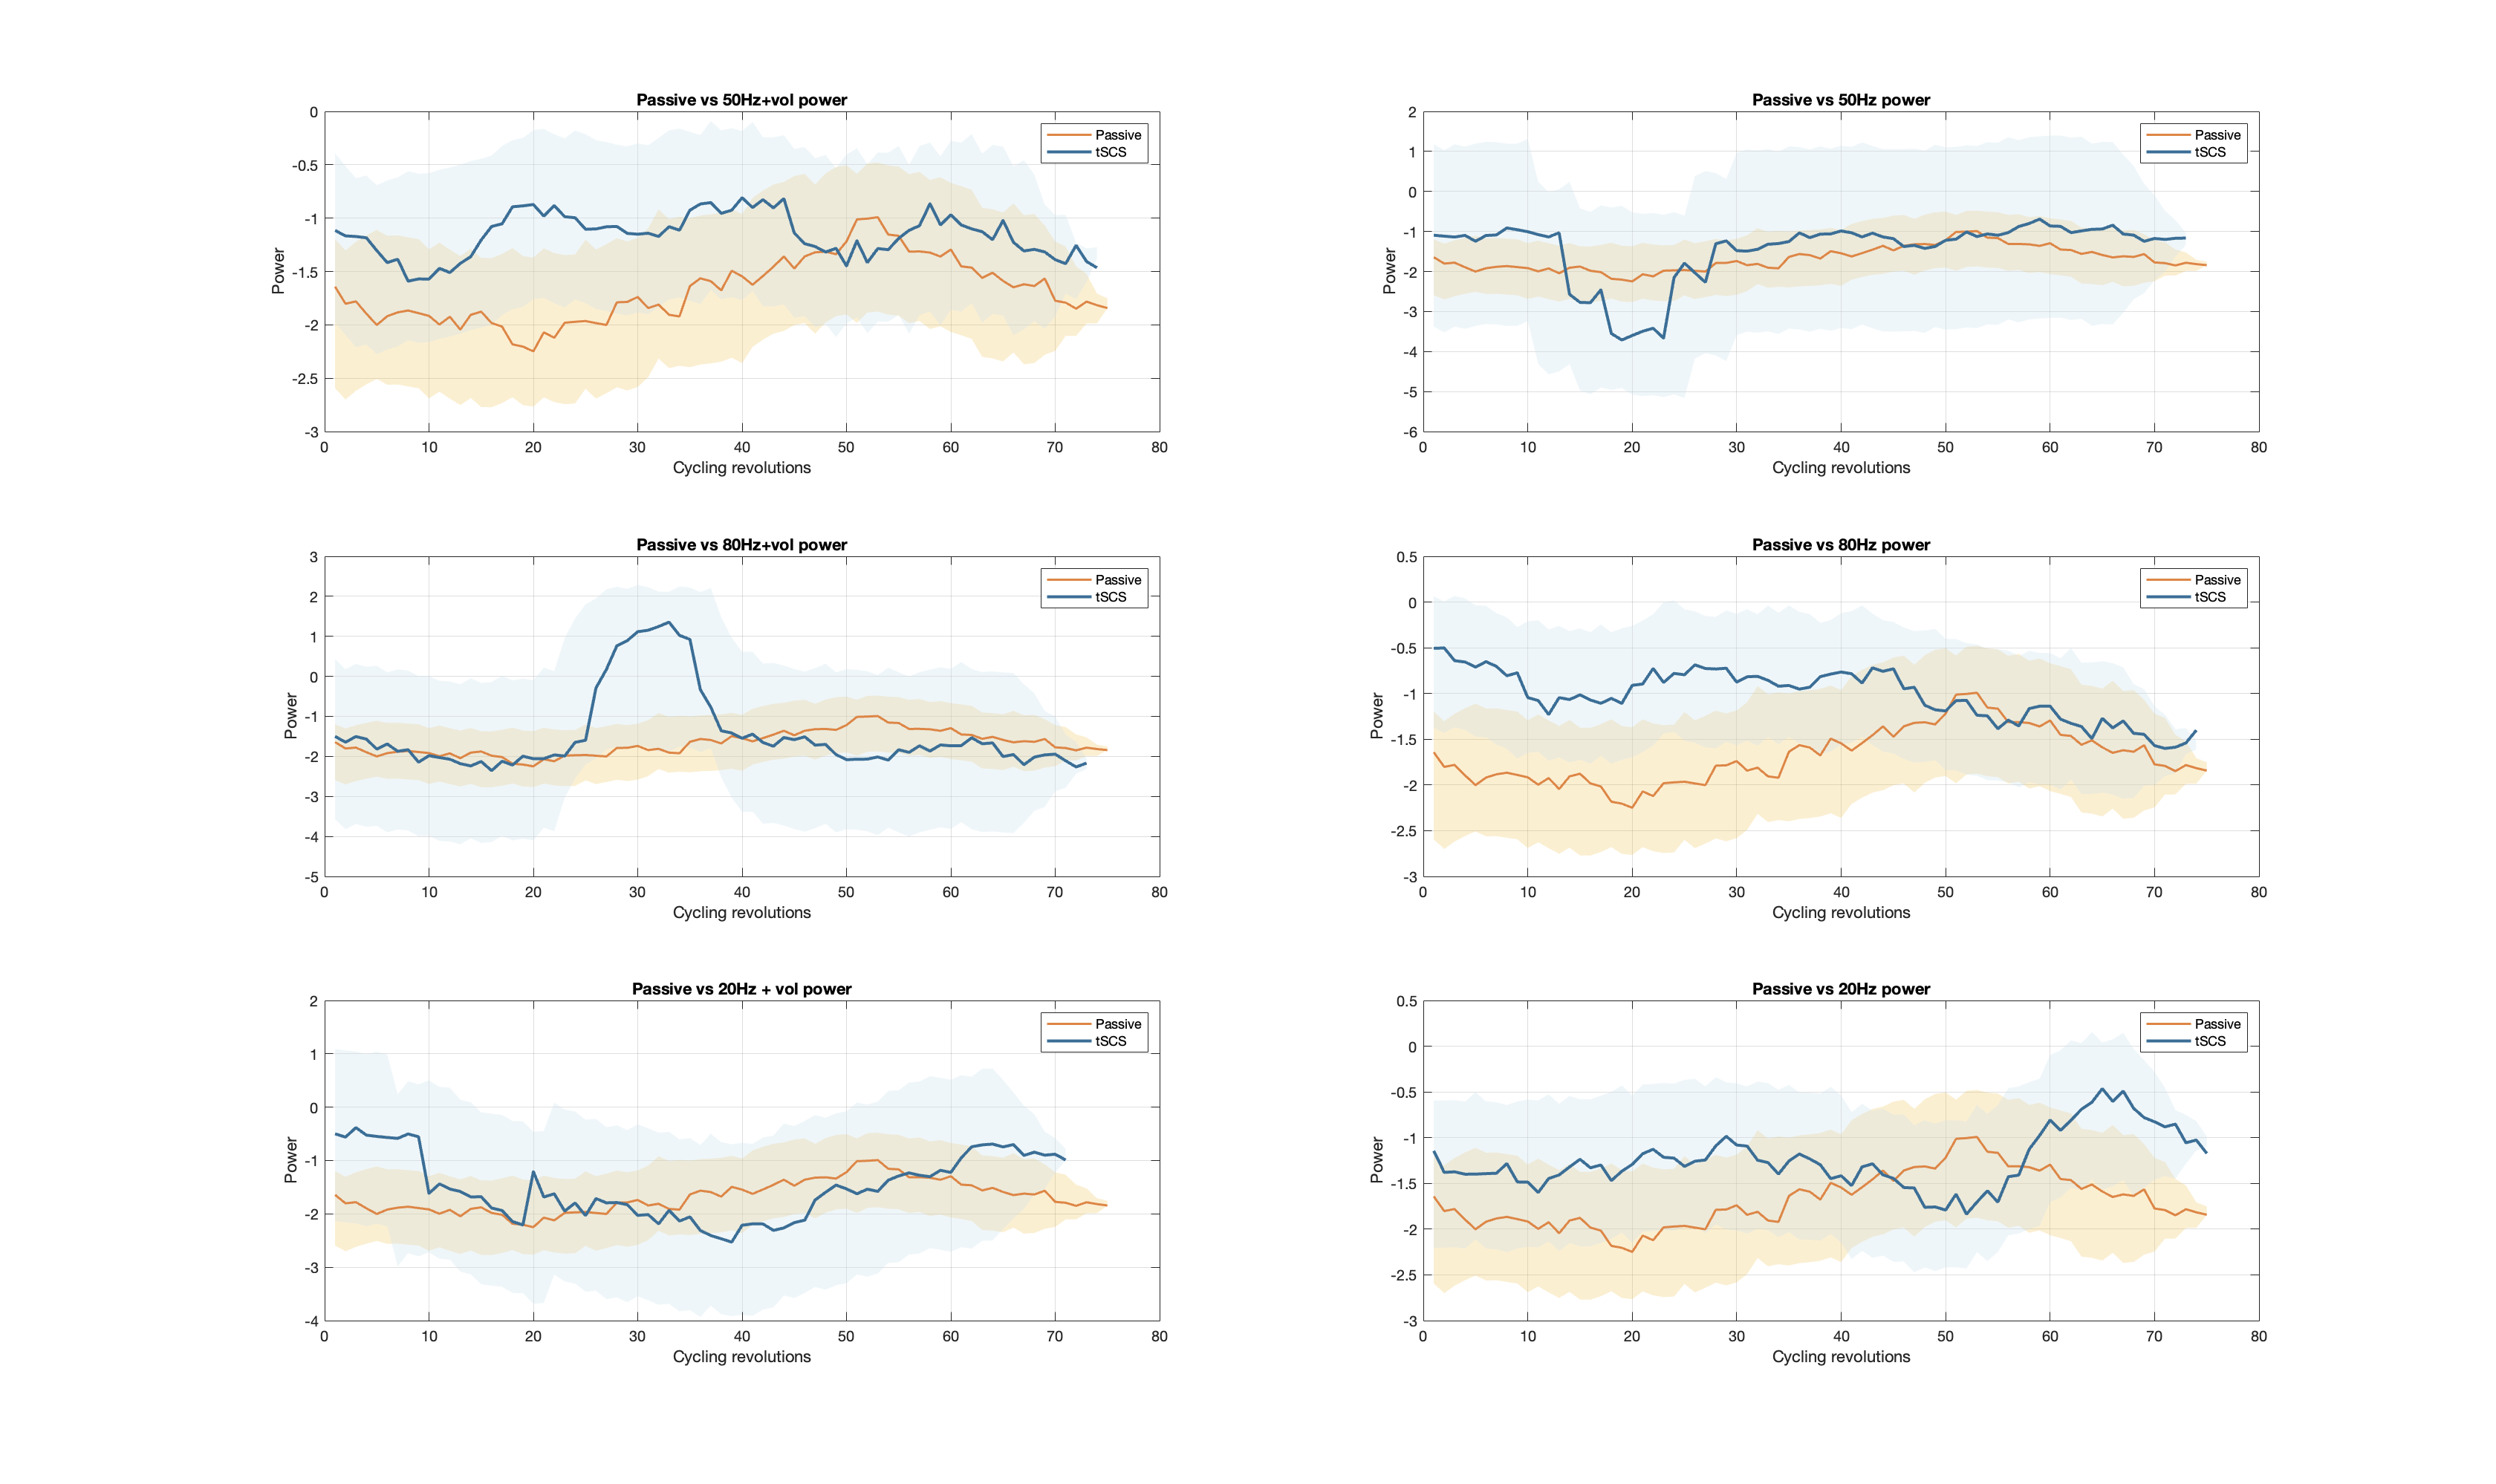 Passive vs 50Hz+vol power
Power
0
-0.5
-1
-1.5
-2
-2.5
-3
0 10 20 30 40 50 60 70 80
Cycling revolutions
Passive
tSCS
Passive vs 50Hz power
Power
2
1
0
-1
-2
-3
-4
-5
-6
0 10 20 30 40 50 60 70 80
Cycling revolutions
Passive
tSCS
Passive vs 80Hz+vol power
Power
3
2
1
0
-1
-2
-3
-4
-5
0 10 20 30 40 50 60 70 80
Cycling revolutions
Passive
tSCS
Passive vs 80Hz power
Power
0.5
0
-0.5
-1
-1.5
-2
-2.5
-3
0 10 20 30 40 50 60 70 80
Cycling revolutions
Passive
tSCS
Passive vs 20Hz + vol power
Power
2
1
0
-1
-2
-3
-4
0 10 20 30 40 50 60 70 80
Cycling revolutions
Passive
tSCS
Passive vs 20Hz power
Power
0.5
0
-0.5
-1
-1.5
-2
-2.5
-3
0 10 20 30 40 50 60 70 80
Cycling revolutions
Passive
tSCS